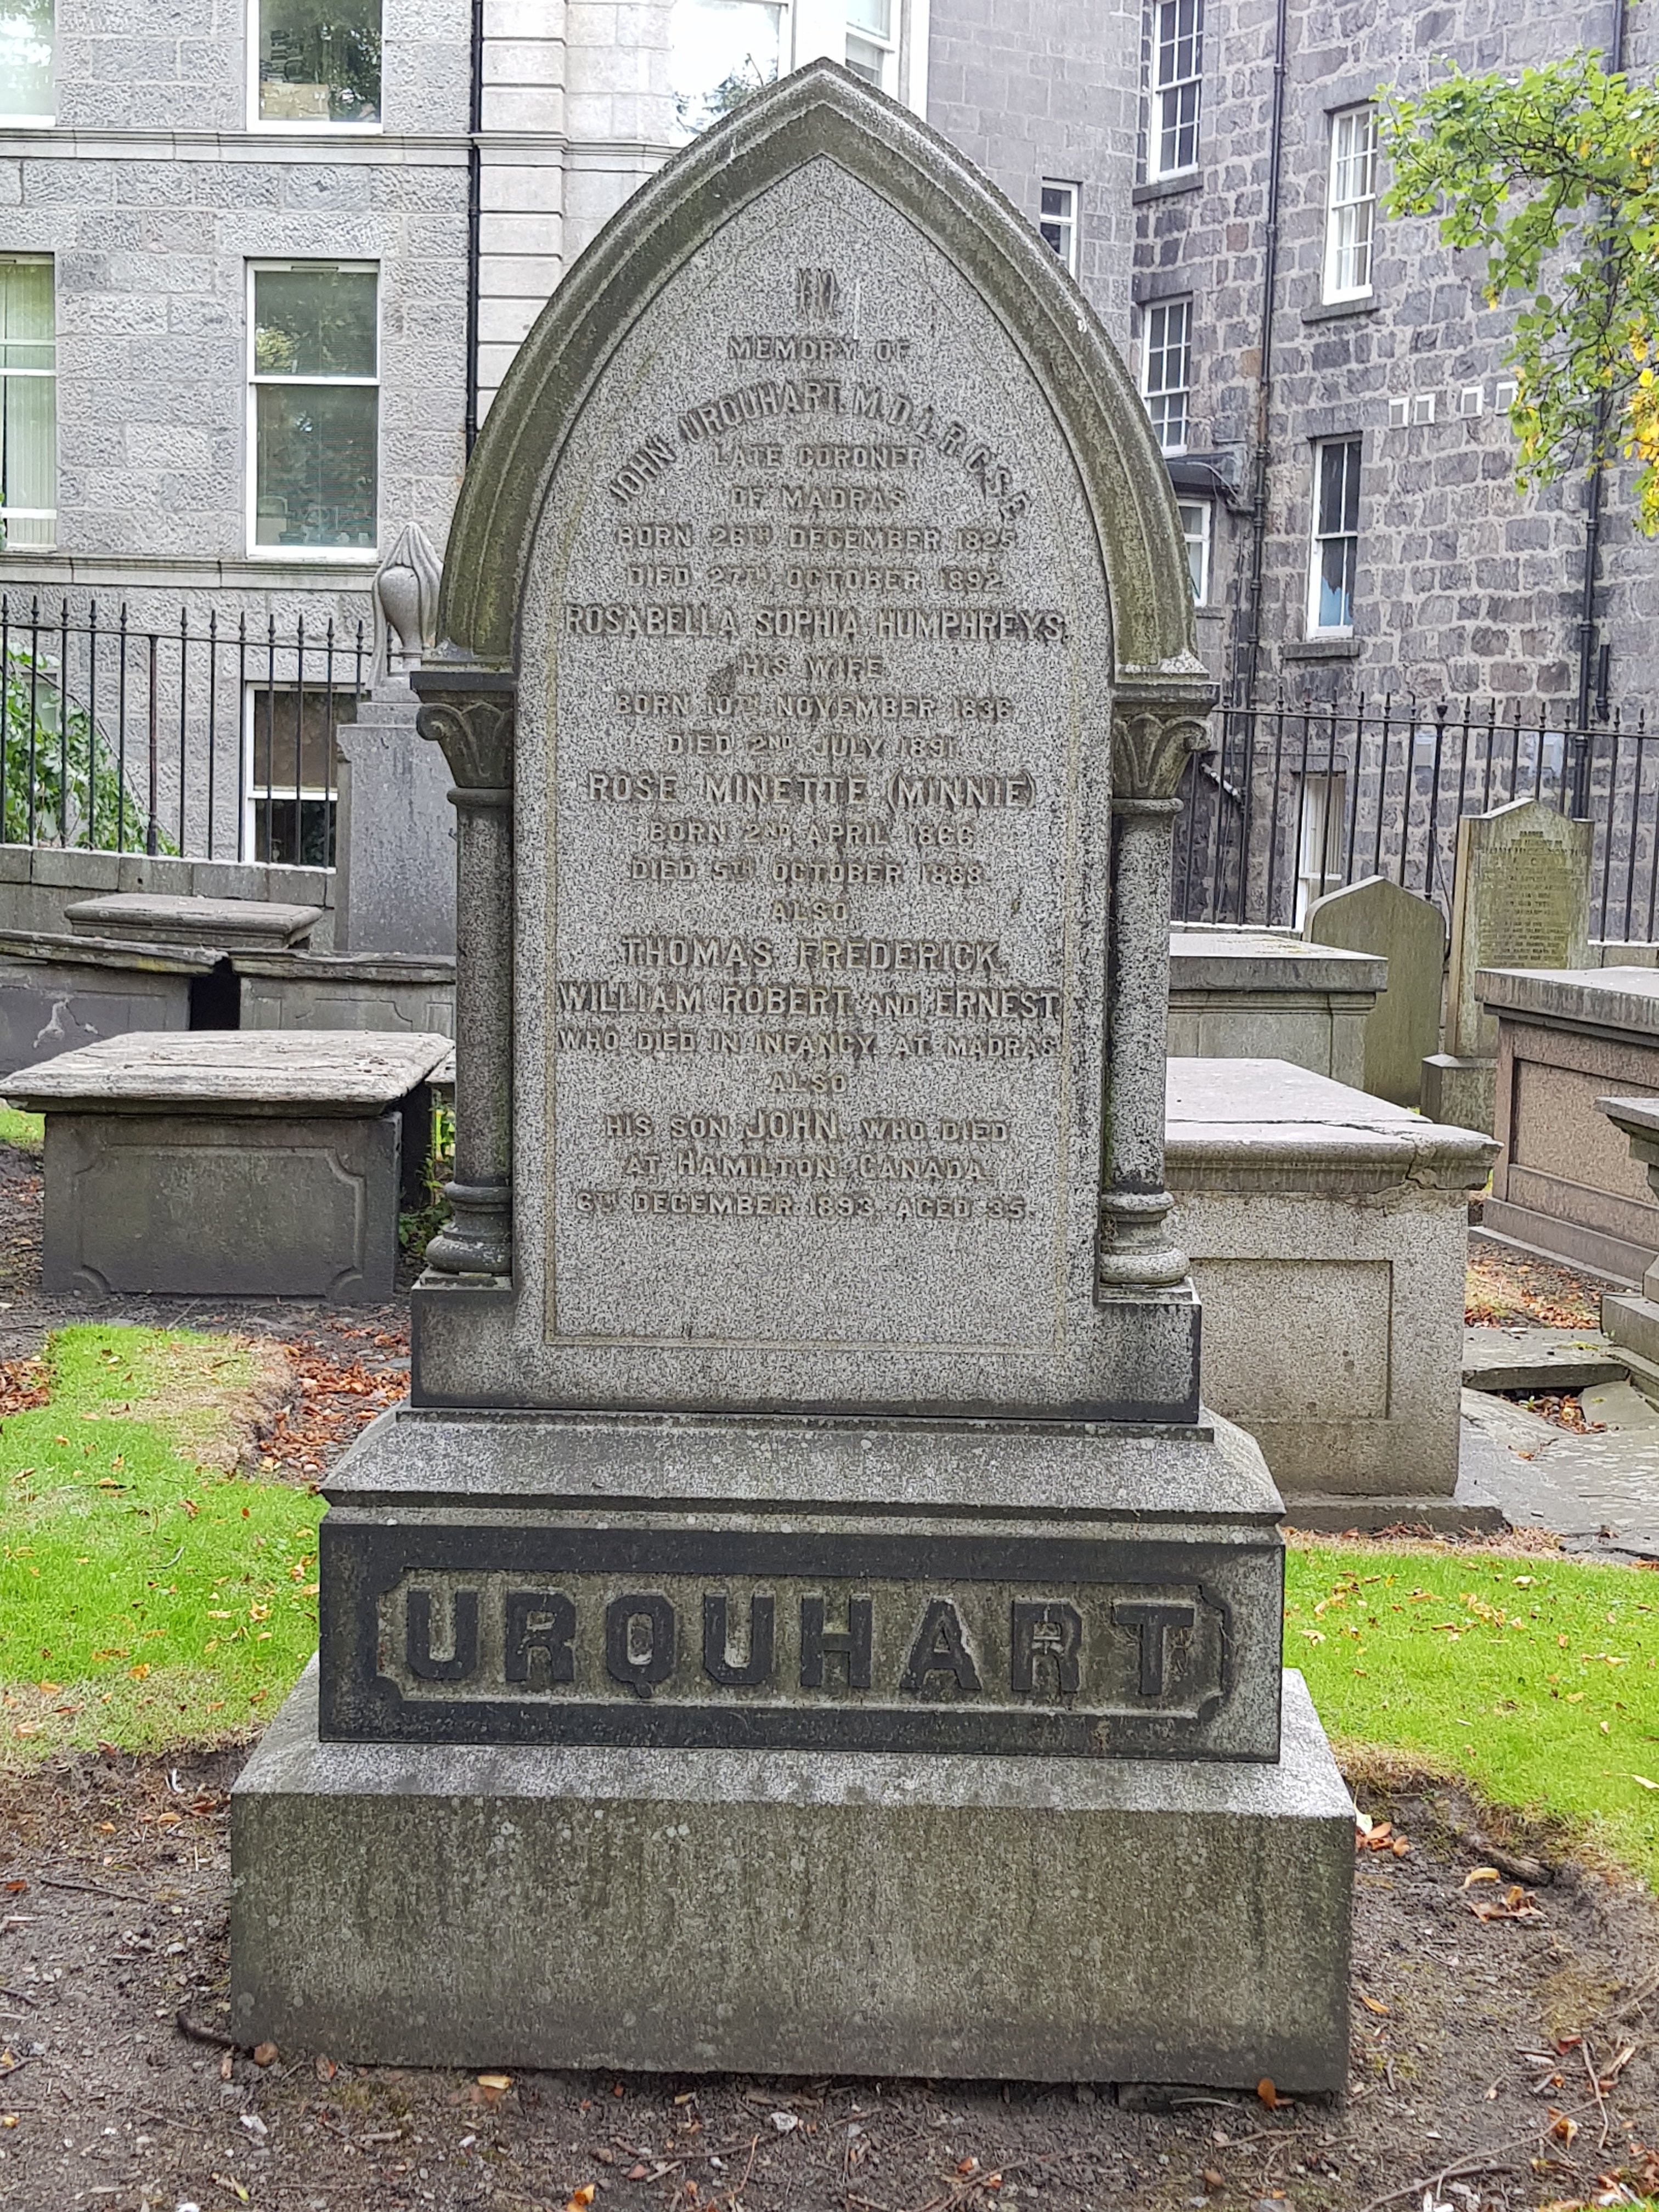 IN
MEMORY OF
JOHN URQUHART, M.D., L.R.C.S.E.
LATE CORONER
OF MADRAS
BORN 26TH DECEMBER 1825
DIED 27TH OCTOBER 1892.
ROSABELLA SOPHIA HUMPHREYS,
HIS WIFE
BORN 10TH NOVEMBER 1836
DIED 2ND JULY 1891.
ROSE MINETTE (MINNIE)
BORN 2ND APRIL 1866
DIED 5TH OCTOBER 1888.
ALSO
THOMAS FREDERICK,
WILLIAM ROBERT AND ERNEST
WHO DIED IN INFANCY AT MADRAS
ALSO
HIS SON JOHN, WHO DIED
AT HAMILTON, CANADA,
6TH DECEMBER 1893 AGED 35.
URQUHART